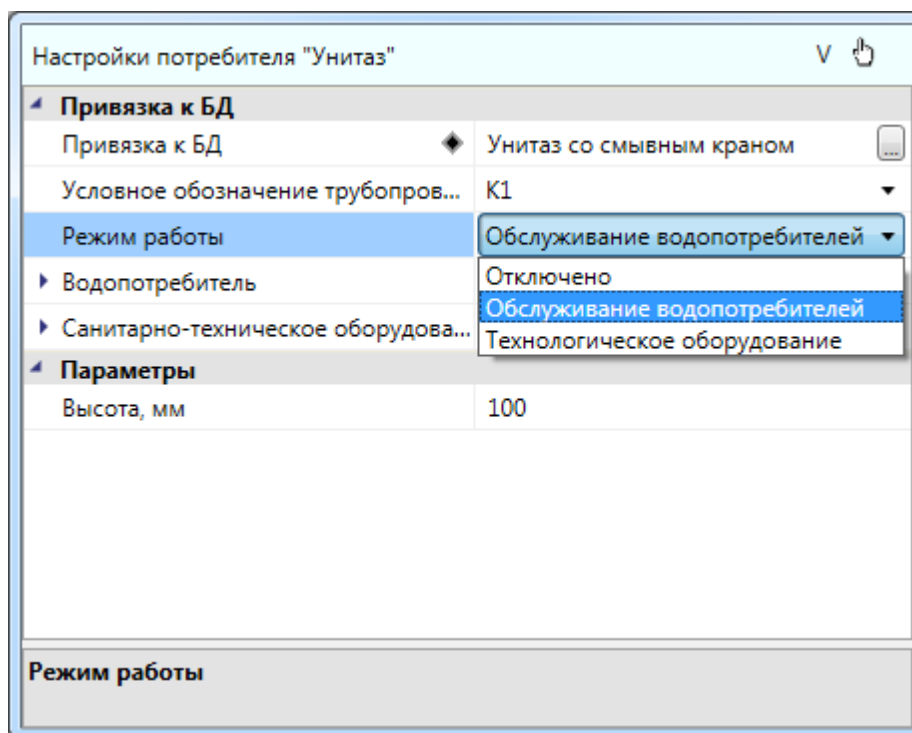 Настройки потребителя "Унитаз" V
Привязка к БД
Привязка к БД Унитаз со смывным краном ...
Условное обозначение трубопров... К1
Режим работы Обслуживание водопотребителей
Отключено
Водопотребитель Обслуживание водопотребителей
Санитарно-техническое оборудова... Технологическое оборудование
Параметры
Высота, мм 100
Режим работы